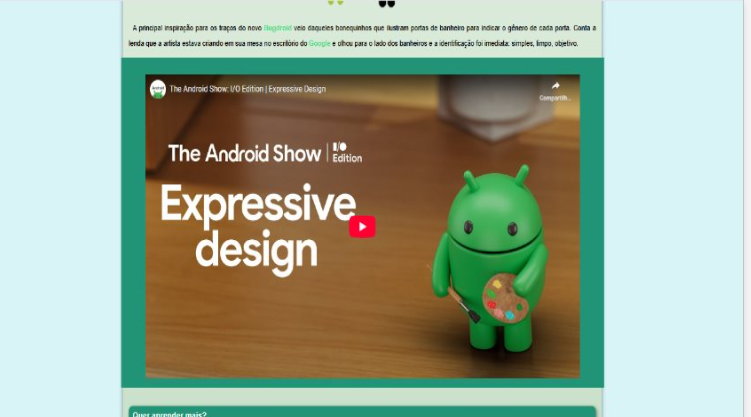 A principal inspiração para os traços do novo Bugdroid veio daqueles bonequinhos que ilustram portas de banheiro para indicar o gênero de cada porta. Conta a
lenda que a artista estava criando em sua mesa no escritório do Google e olhou para o lado dos banheiros e a identificação foi imediata: simples, limpo, objetivo.
The Android Show: I/O Edition | Expressive Design
Compartilh...
The Android Show | I/O Edition
Expressive
design
Quer aprender mais?